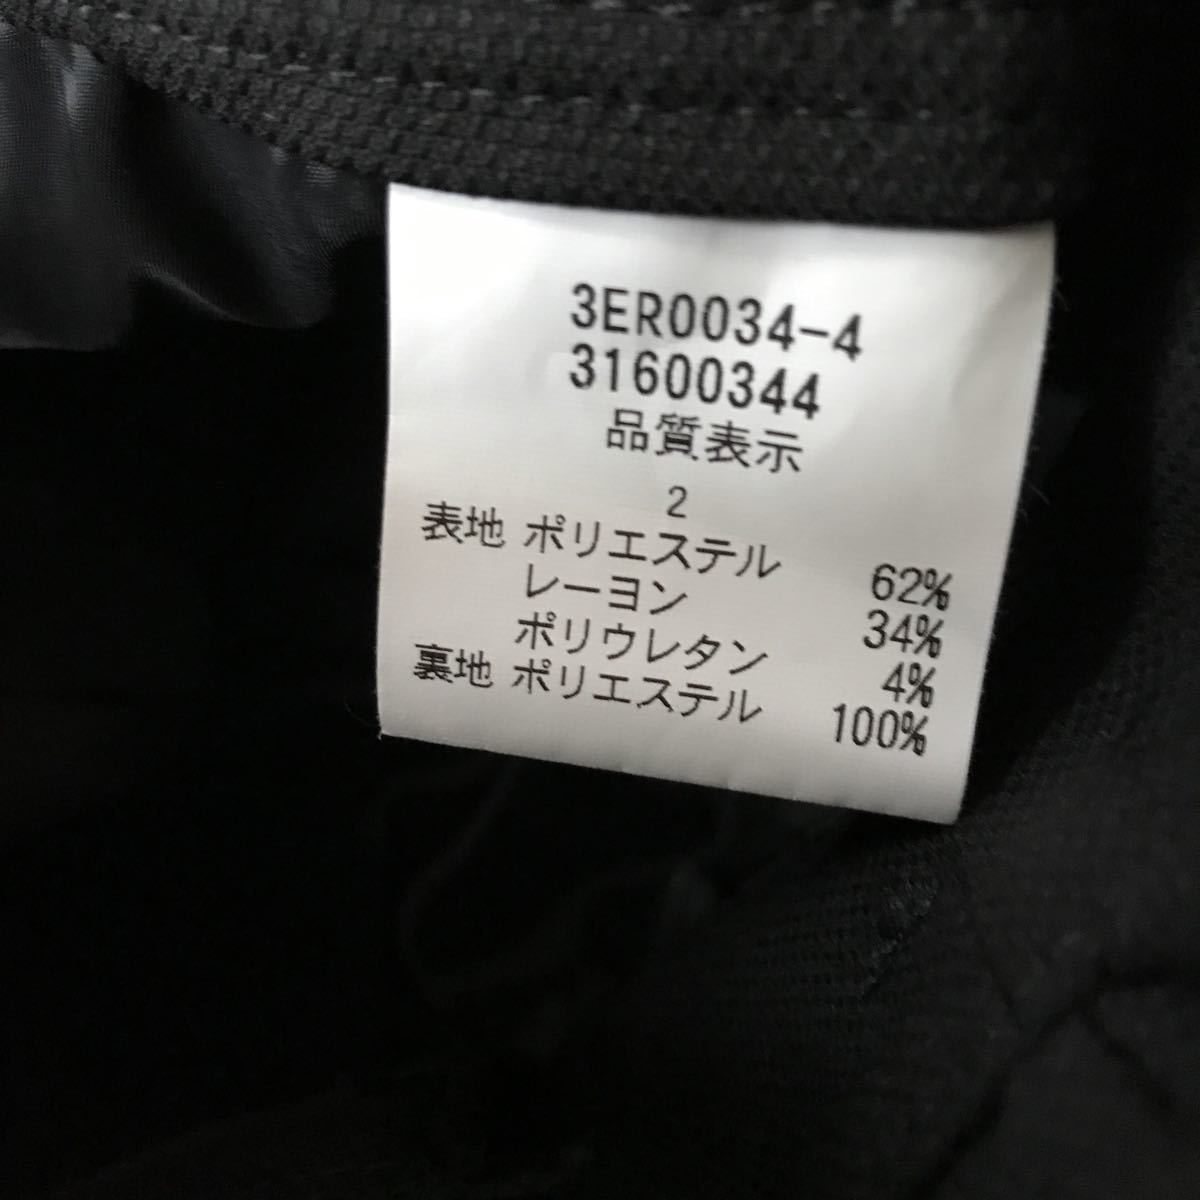 3ER0034-4
31600344
品質表示
2
表地 ポリエステル 62%
レーヨン 34%
ポリウレタン 4%
裏地 ポリエステル 100%